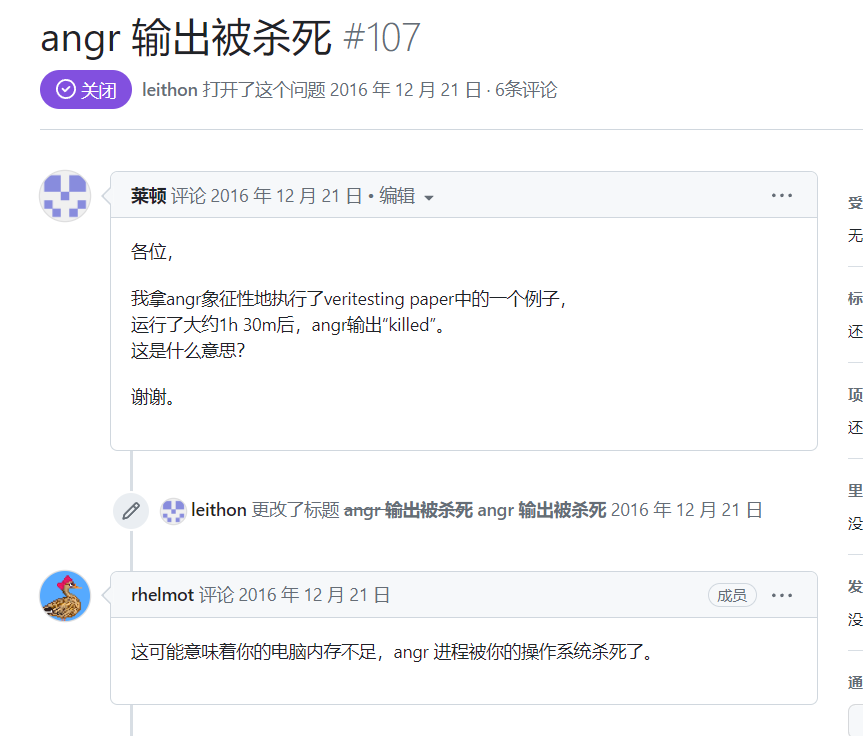 angr 输出被杀死 #107
关闭 leithon 打开了这个问题 2016 年 12 月 21 日 · 6条评论
莱顿 评论 2016 年 12 月 21 日 • 编辑
受
各位，
无
我拿angr象征性地执行了veritesting paper中的一个例子，
标
运行了大约1h 30m后，angr输出“killed”。
还
这是什么意思？
谢谢。
项
还
里
leithon 更改了标题 angr 输出被杀死 angr 输出被杀死 2016 年 12 月 21 日
没
rhelmot 评论 2016 年 12 月 21 日 成员
发
没
这可能意味着你的电脑内存不足，angr 进程被你的操作系统杀死了。
通